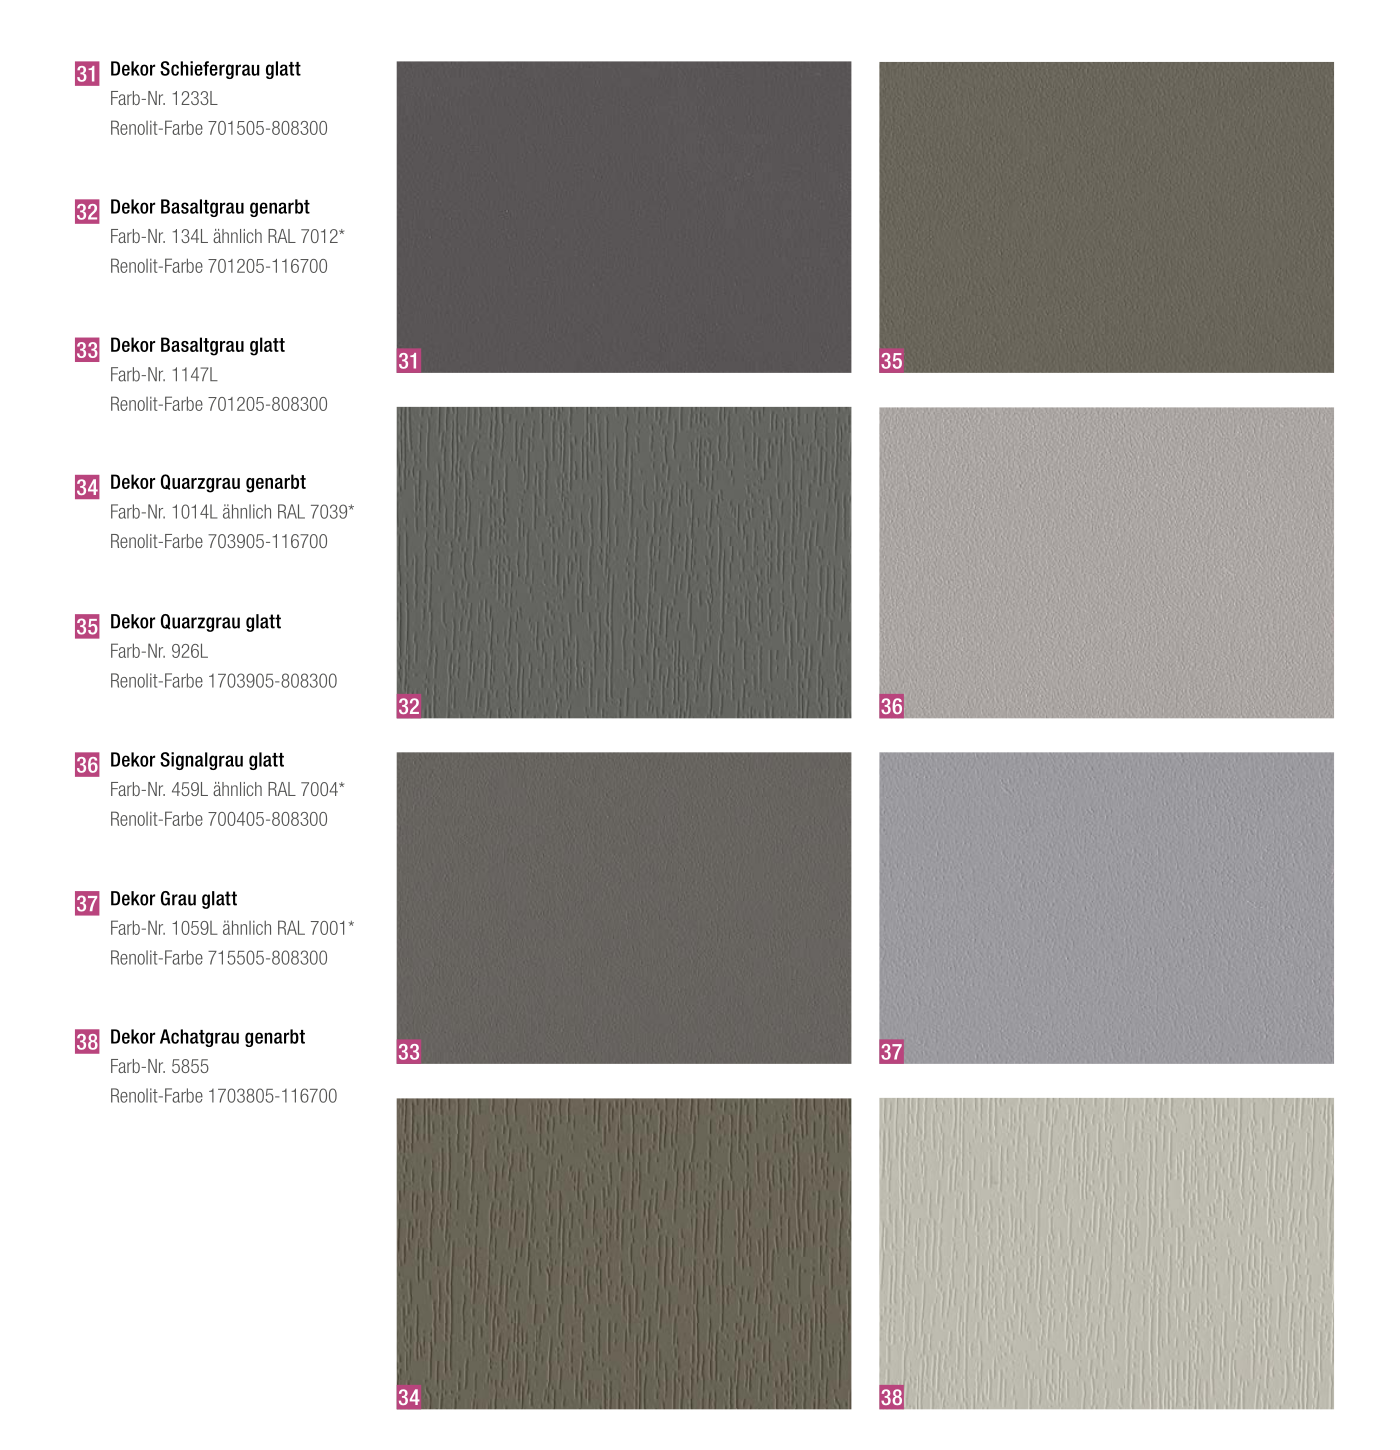 31 Dekor Schiefergrau glatt
Farb-Nr. 1233L
Renolit-Farbe 701505-808300
32 Dekor Basaltgrau genarbt
Farb-Nr. 134L ähnlich RAL 7012*
Renolit-Farbe 701205-116700
33 Dekor Basaltgrau glatt
Farb-Nr. 1147L
Renolit-Farbe 701205-808300
34 Dekor Quarzgrau genarbt
Farb-Nr. 1014L ähnlich RAL 7039*
Renolit-Farbe 703905-116700
35 Dekor Quarzgrau glatt
Farb-Nr. 926L
Renolit-Farbe 1703905-808300
36 Dekor Signalgrau glatt
Farb-Nr. 459L ähnlich RAL 7004*
Renolit-Farbe 700405-808300
37 Dekor Grau glatt
Farb-Nr. 1059L ähnlich RAL 7001*
Renolit-Farbe 715505-808300
38 Dekor Achatgrau genarbt
Farb-Nr. 5855
Renolit-Farbe 1703805-116700
31
32
33
34
35
36
37
38